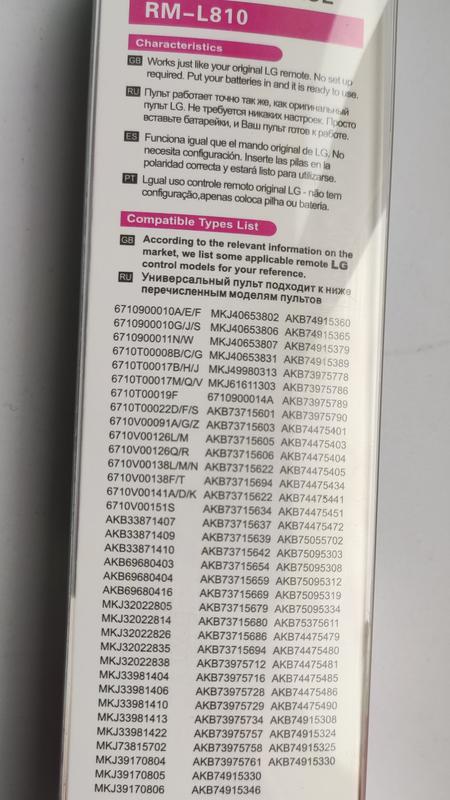 RM-L810
Characteristics
GB Works just like your original LG remote. No set up
required. Put your batteries in and it is ready to use.
RU Пульт работает точно так же, как оригинальный
пульт LG. Не требуется никаких настроек. Просто
вставьте батарейки, и Ваш пульт готов к работе.
ES Funciona igual que el mando original de LG. No
necesita configuración. Inserte las pilas en la
polaridad correcta y estará listo para utilizarse.
PT Lgual uso controle remoto original LG - não tem
configuração,apenas coloca pilha ou bateria.
Compatible Types List
GB According to the relevant information on the
market, we list some applicable remote LG
control models for your reference.
RU Универсальный пульт подходит к ниже
перечисленным моделям пультов
6710900010A/E/F MKJ40653802 AKB74915360
6710900010G/J/S MKJ40653806 AKB74915365
6710900011N/W MKJ40653807 AKB74915379
6710T00008B/C/G MKJ40653831 AKB74915389
6710T00017B/H/J MKJ49980313 AKB73975778
6710T00017M/Q/V MKJ61611303 AKB73975786
6710T00019F 6710900014A AKB73975789
6710T00022D/F/S AKB73715601 AKB73975790
6710V00091A/G/Z AKB73715603 AKB74475401
6710V00126L/M AKB73715605 AKB74475403
6710V00126Q/R AKB73715606 AKB74475404
6710V00138L/M/N AKB73715622 AKB74475405
6710V00138F/T AKB73715694 AKB74475434
6710V00141A/D/K AKB73715622 AKB74475441
6710V00151S AKB73715634 AKB74475451
AKB33871407 AKB73715637 AKB74475472
AKB33871409 AKB73715639 AKB75055702
AKB33871410 AKB73715642 AKB75095303
AKB69680403 AKB73715654 AKB75095308
AKB69680404 AKB73715659 AKB75095312
AKB69680416 AKB73715669 AKB75095319
MKJ32022805 AKB73715679 AKB75095334
MKJ32022814 AKB73715680 AKB75375611
MKJ32022826 AKB73715686 AKB74475479
MKJ32022835 AKB73715694 AKB74475480
MKJ32022838 AKB73975712 AKB74475481
MKJ33981404 AKB73975716 AKB74475485
MKJ33981406 AKB73975728 AKB74475486
MKJ33981410 AKB73975729 AKB74475490
MKJ33981413 AKB73975734 AKB74915308
MKJ33981422 AKB73975757 AKB74915324
MKJ73815702 AKB73975758 AKB74915325
MKJ39170804 AKB73975761 AKB74915330
MKJ39170805 AKB74915330
MKJ39170806 AKB74915346